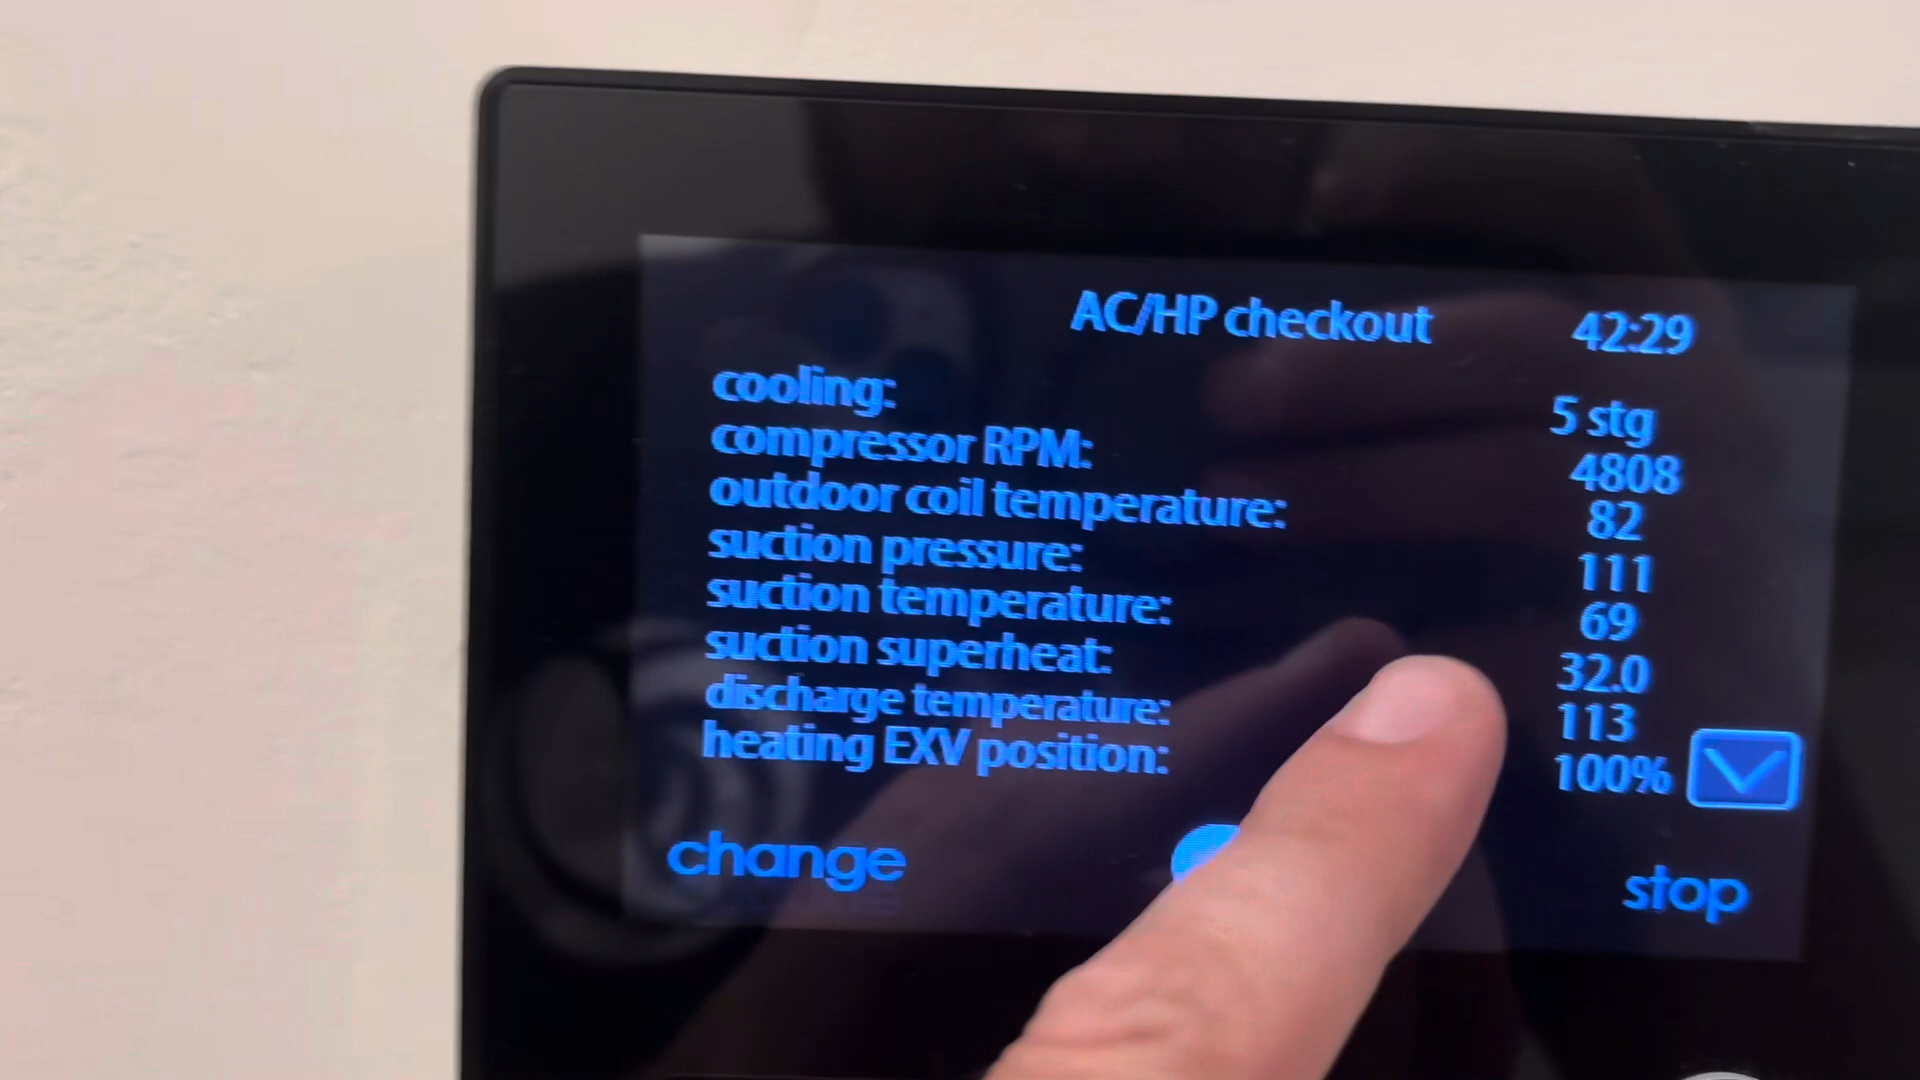 AC/HP checkout 42:29
cooling: 5 stg
compressor RPM: 4808
outdoor coil temperature: 82
suction pressure: 111
suction temperature: 69
suction superheat: 32.0
discharge temperature: 113
heating EXV position: 100%
change stop